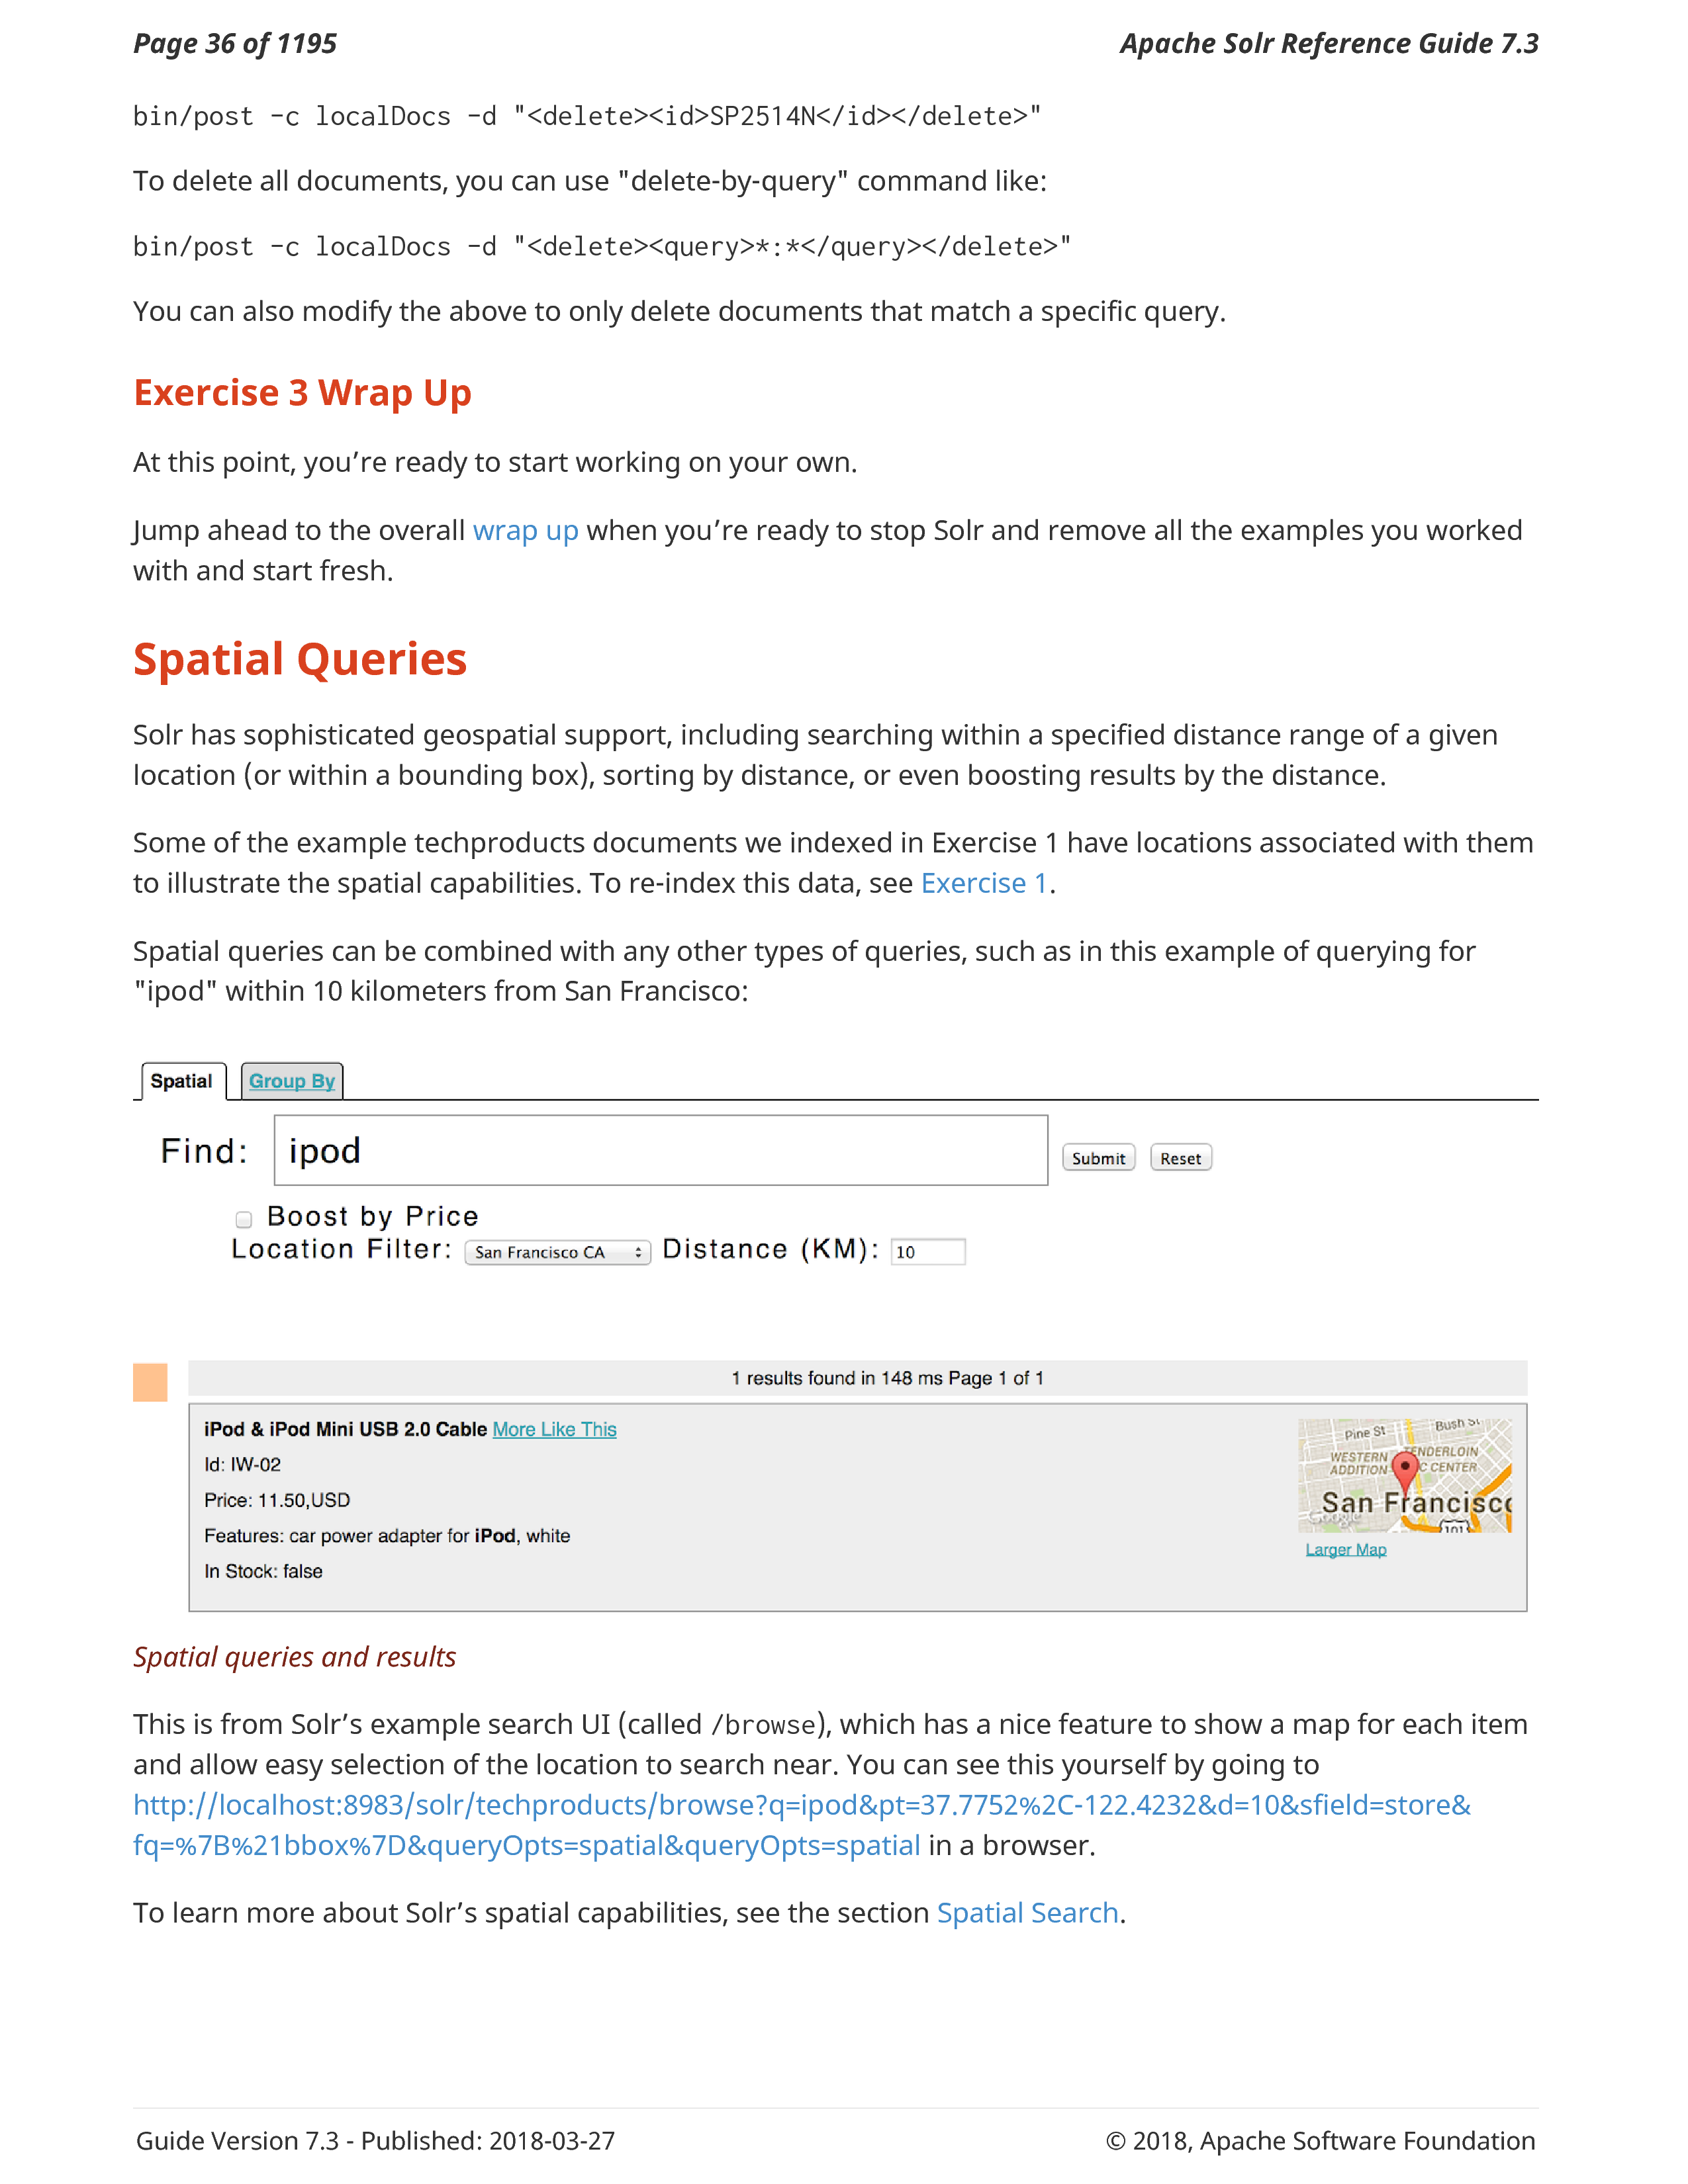 Page 36 of 1195
Apache Solr Reference Guide 7.3
bin/post -c localDocs -d "<delete><id>SP2514N</id></delete>"
To delete all documents, you can use "delete-by-query" command like:
bin/post -c localDocs -d "<delete><query>*:*</query></delete>"
You can also modify the above to only delete documents that match a specific query.
Exercise 3 Wrap Up
At this point, you’re ready to start working on your own.
Jump ahead to the overall wrap up when you’re ready to stop Solr and remove all the examples you worked
with and start fresh.
Spatial Queries
Solr has sophisticated geospatial support, including searching within a specified distance range of a given
location (or within a bounding box), sorting by distance, or even boosting results by the distance.
Some of the example techproducts documents we indexed in Exercise 1 have locations associated with them
to illustrate the spatial capabilities. To re-index this data, see Exercise 1.
Spatial queries can be combined with any other types of queries, such as in this example of querying for
"ipod" within 10 kilometers from San Francisco:
Spatial
Group By
Find:
ipod
Submit
Reset
Boost by Price
Location Filter: San Francisco CA Distance (KM): 10
1 results found in 148 ms Page 1 of 1
iPod & iPod Mini USB 2.0 Cable More Like This
Id: IW-02
Price: 11.50,USD
Features: car power adapter for iPod, white
In Stock: false
Pine St
Bush St
WESTERN
ADDITION
TENDERLOIN
C CENTER
San Francisco
Google
101
Larger Map
Spatial queries and results
This is from Solr’s example search UI (called /browse), which has a nice feature to show a map for each item
and allow easy selection of the location to search near. You can see this yourself by going to
http://localhost:8983/solr/techproducts/browse?q=ipod&pt=37.7752%2C-122.4232&d=10&sfield=store&
fq=%7B%21bbox%7D&queryOpts=spatial&queryOpts=spatial in a browser.
To learn more about Solr’s spatial capabilities, see the section Spatial Search.
Guide Version 7.3 - Published: 2018-03-27
© 2018, Apache Software Foundation